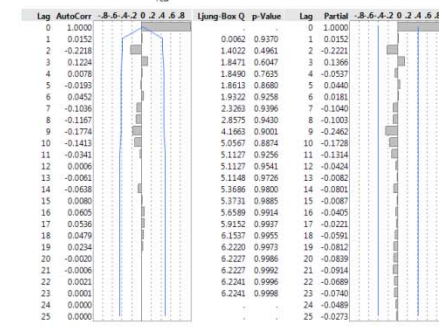 Lag AutoCorr -.8-.6-.4-.2 0 .2 .4 .6 .8 Ljung-Box Q p-Value Lag Partial -.8-.6-.4-.2 0 .2 .4 .6 .8
0 1.0000 . . 0 1.0000
1 0.0152 0.0062 0.9370 1 0.0152
2 -0.2218 1.4022 0.4961 2 -0.2221
3 0.1224 1.8471 0.6047 3 0.1366
4 0.0078 1.8490 0.7635 4 -0.0537
5 -0.0193 1.8613 0.8680 5 0.0440
6 0.0452 1.9322 0.9258 6 0.0181
7 -0.1036 2.3263 0.9396 7 -0.1040
8 -0.1167 2.8575 0.9430 8 -0.1003
9 -0.1774 4.1663 0.9001 9 -0.2462
10 -0.1413 5.0567 0.8874 10 -0.1728
11 -0.0341 5.1127 0.9256 11 -0.1314
12 0.0006 5.1127 0.9541 12 -0.0424
13 -0.0061 5.1148 0.9726 13 -0.0082
14 -0.0638 5.3686 0.9800 14 -0.0801
15 0.0080 5.3731 0.9885 15 -0.0087
16 0.0605 5.6589 0.9914 16 -0.0405
17 0.0536 5.9152 0.9937 17 -0.0221
18 0.0479 6.1537 0.9955 18 -0.0591
19 0.0234 6.2220 0.9973 19 -0.0812
20 -0.0020 6.2227 0.9986 20 -0.0839
21 -0.0006 6.2227 0.9992 21 -0.0914
22 0.0021 6.2241 0.9996 22 -0.0689
23 0.0001 6.2241 0.9998 23 -0.0740
24 0.0000 . . 24 -0.0489
25 0.0000 . . 25 -0.0273